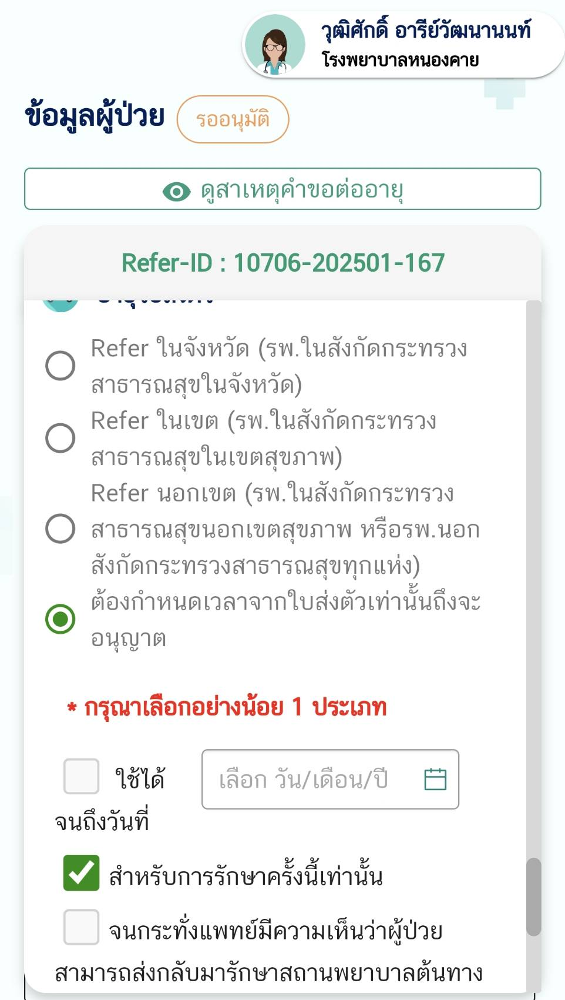 วุฒิศักดิ์ อารีย์วัฒนานนท์
โรงพยาบาลหนองคาย
ข้อมูลผู้ป่วย
รออนุมัติ
ดูสาเหตุคำขอต่ออายุ
Refer-ID : 10706-202501-167
Refer ในจังหวัด (รพ.ในสังกัดกระทรวง
สาธารณสุขในจังหวัด)
Refer ในเขต (รพ.ในสังกัดกระทรวง
สาธารณสุขในเขตสุขภาพ)
Refer นอกเขต (รพ.ในสังกัดกระทรวง
สาธารณสุขนอกเขตสุขภาพ หรือรพ.นอก
สังกัดกระทรวงสาธารณสุขทุกแห่ง)
ต้องกำหนดเวลาจากใบส่งตัวเท่านั้นถึงจะ
อนุญาต
* กรุณาเลือกอย่างน้อย 1 ประเภท
ใช้ได้ เลือก วัน/เดือน/ปี
จนถึงวันที่
สำหรับการรักษาครั้งนี้เท่านั้น
จนกระทั่งแพทย์มีความเห็นว่าผู้ป่วย
สามารถส่งกลับมารักษาสถานพยาบาลต้นทาง